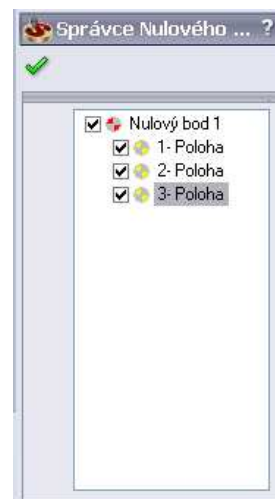 Správce Nulového ... ?
Nulový bod 1
1- Poloha
2- Poloha
3- Poloha